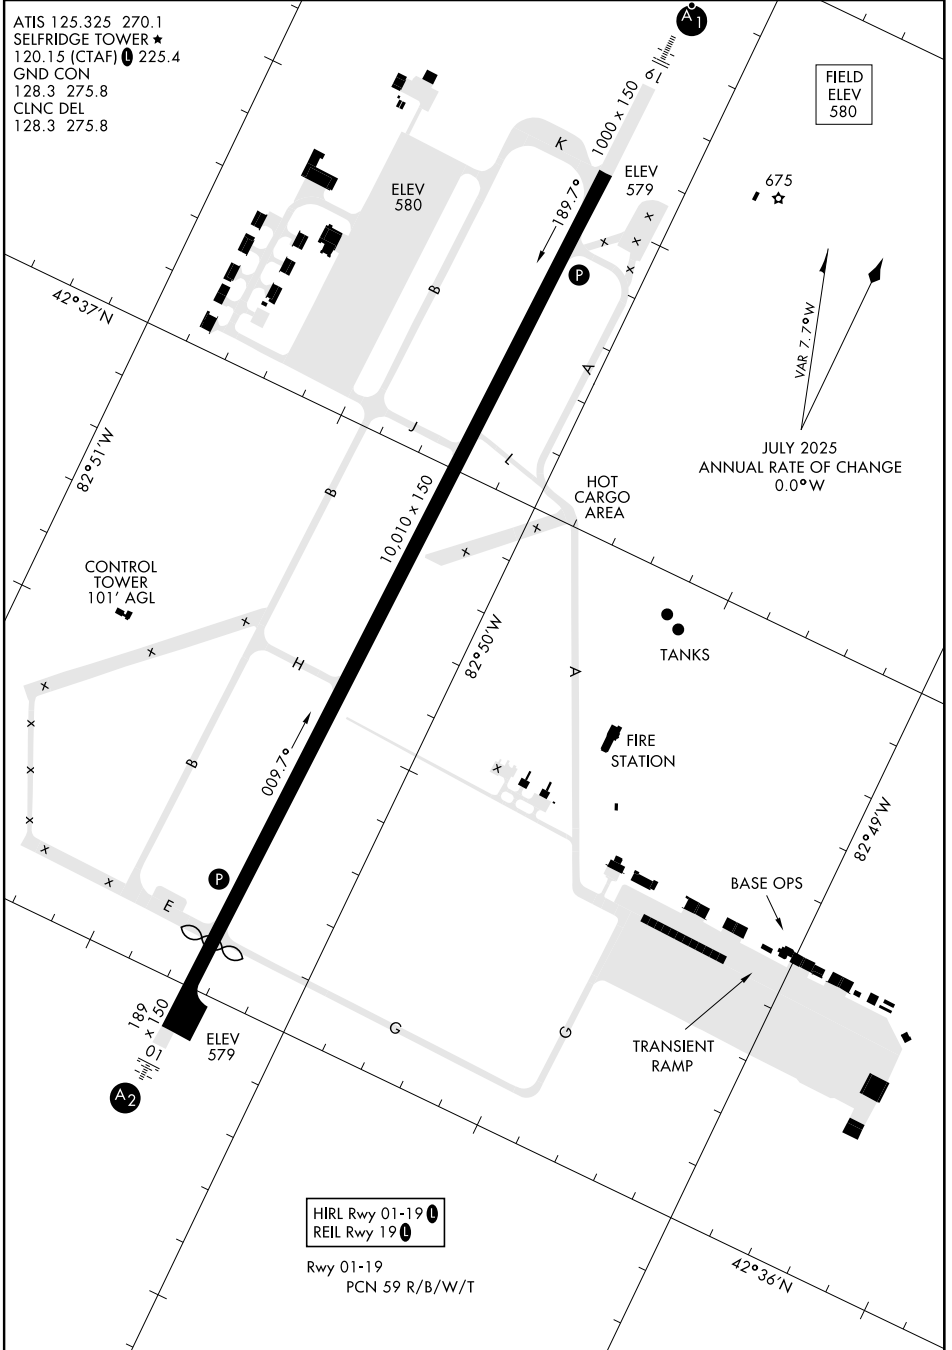 ATIS 125.325 270.1
SELFRIDGE TOWER ★
120.15 (CTAF) L 225.4
GND CON
128.3 275.8
CLNC DEL
128.3 275.8
A1
19
1000 x 150
FIELD
ELEV
580
K
ELEV
580
ELEV
579
675
189.7°
x
x
x
x
P
B
42°37'N
VAR 7.7°W
A
JULY 2025
ANNUAL RATE OF CHANGE
0.0°W
J
L
82°51'W
B
10,010 x 150
HOT
CARGO
AREA
x
x
CONTROL
TOWER
101' AGL
x
x
x
H
82°50'W
TANKS
A
x
x
x
x
x
009.7°
B
x
FIRE
STATION
82°49'W
P
E
BASE OPS
189
x 150
01
ELEV
579
G
G
TRANSIENT
RAMP
A2
HIRL Rwy 01-19 L
REIL Rwy 19 L
Rwy 01-19
PCN 59 R/B/W/T
42°36'N